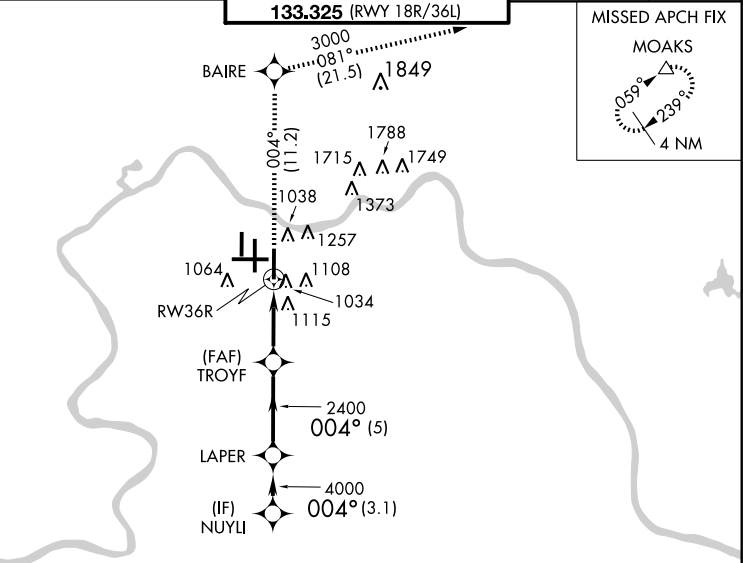 133.325 (RWY 18R/36L)
MISSED APCH FIX
MOAKS
059°
239°
4 NM
3000
081°
(21.5)
BAIRE
1849
004°
(11.2)
1788
1715
1749
1373
1038
1257
1064
1108
1034
RW36R
1115
(FAF)
TROYF
2400
004° (5)
LAPER
4000
004° (3.1)
(IF)
NUYLI